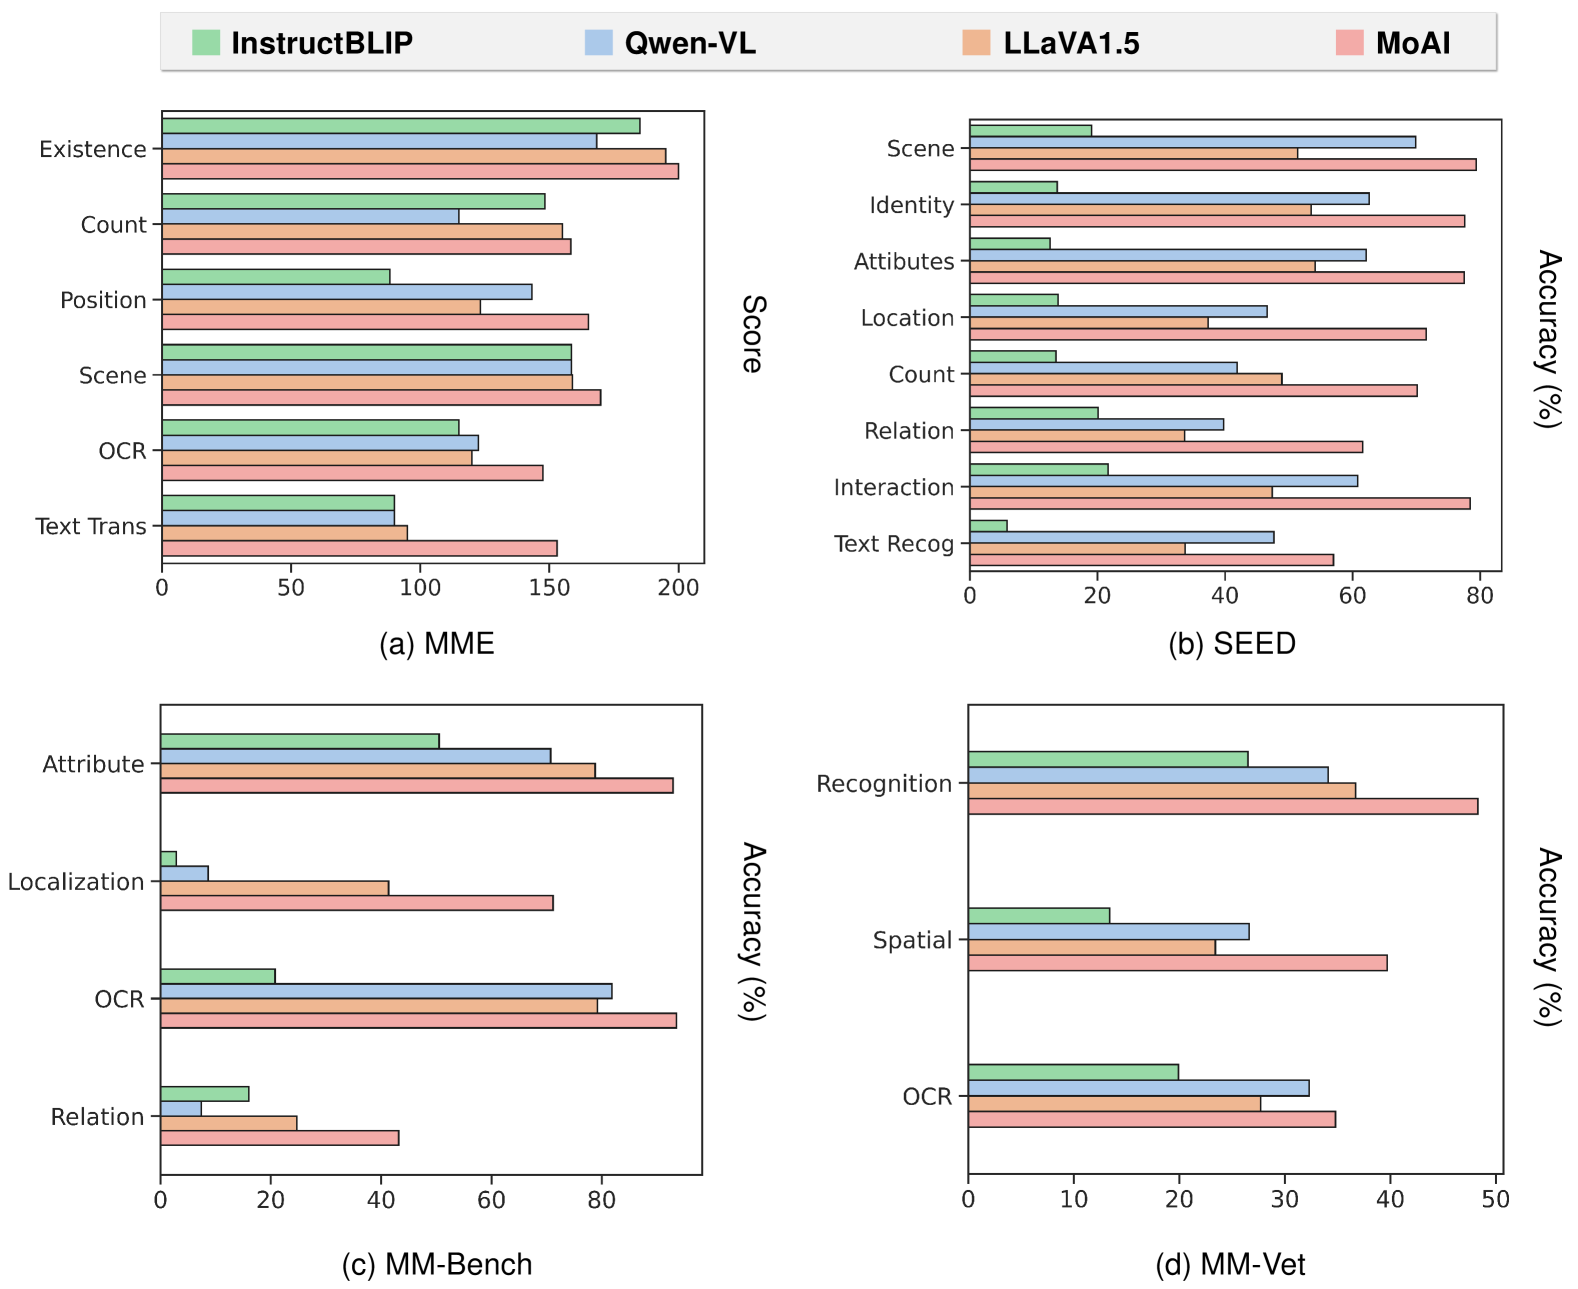 InstructBLIP Qwen-VL LLaVA1.5 MoAI
Existence
Count
Position
Scene
OCR
Text Trans
0 50 100 150 200
Score
(a) MME
Scene
Identity
Attibutes
Location
Count
Relation
Interaction
Text Recog
0 20 40 60 80
Accuracy (%)
(b) SEED
Attribute
Localization
OCR
Relation
0 20 40 60 80
Accuracy (%)
(c) MM-Bench
Recognition
Spatial
OCR
0 10 20 30 40 50
Accuracy (%)
(d) MM-Vet